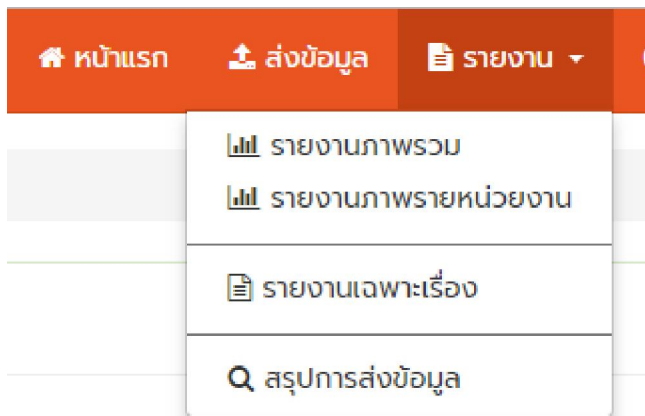 หน้าแรก ส่งข้อมูล รายงาน
รายงานภาพรวม
รายงานภาพรายหน่วยงาน
รายงานเฉพาะเรื่อง
สรุปการส่งข้อมูล